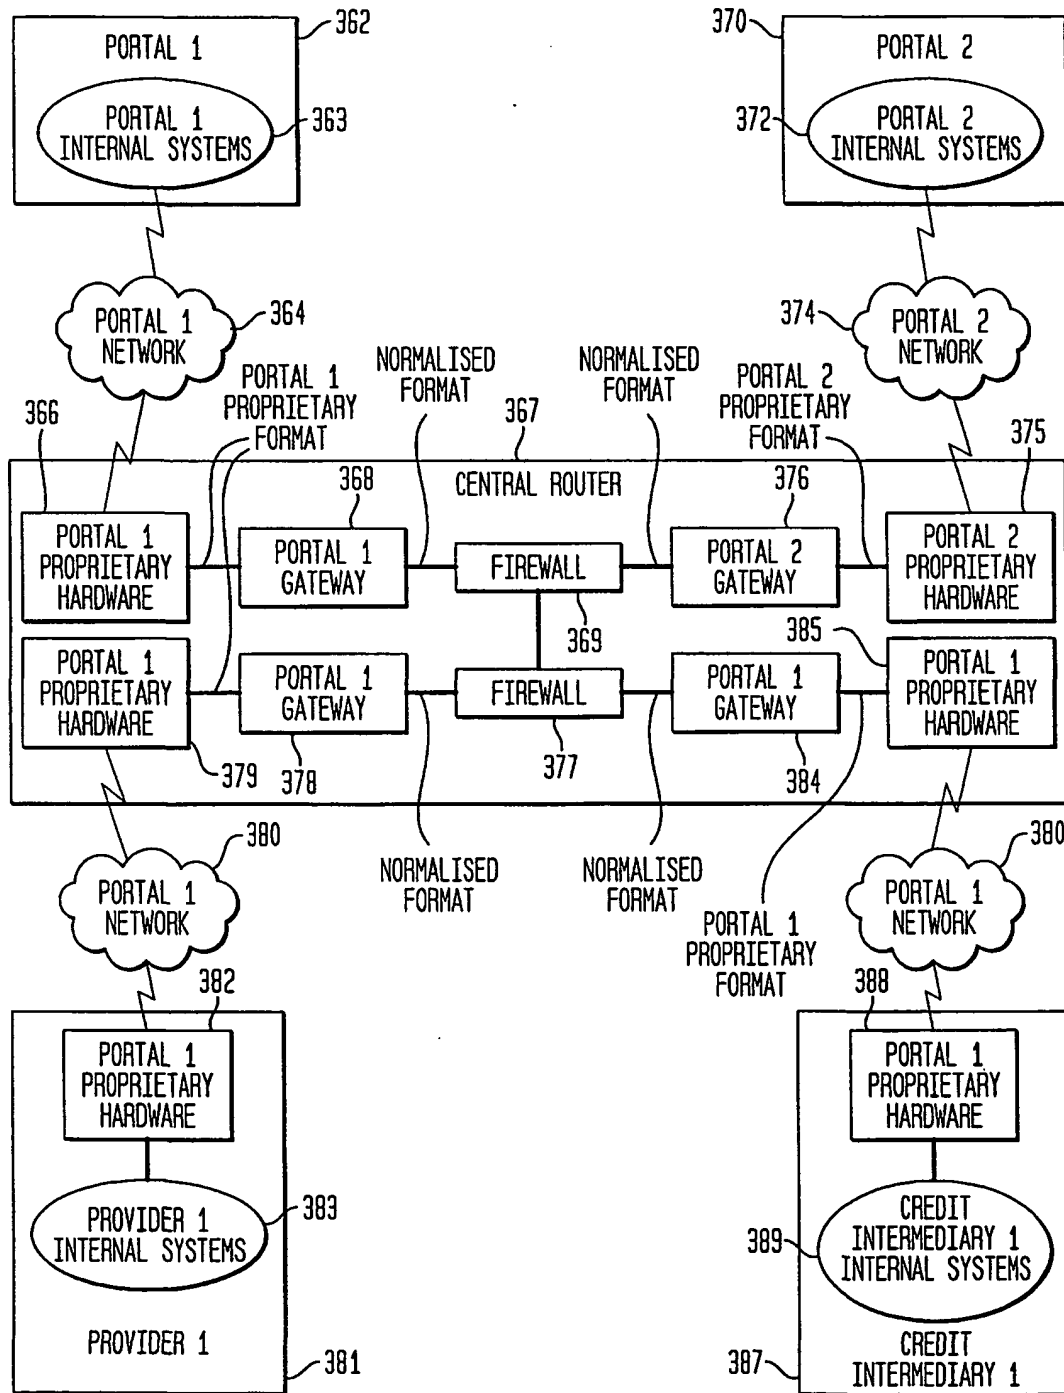 362
PORTAL 1
PORTAL 1
INTERNAL SYSTEMS
363
370
PORTAL 2
372
PORTAL 2
INTERNAL SYSTEMS
PORTAL 1
NETWORK
364
374
PORTAL 2
NETWORK
366
PORTAL 1
PROPRIETARY
FORMAT
NORMALISED
FORMAT
367
NORMALISED
FORMAT
PORTAL 2
PROPRIETARY
FORMAT
375
CENTRAL ROUTER
368
376
PORTAL 1
PROPRIETARY
HARDWARE
PORTAL 1
GATEWAY
FIREWALL
369
PORTAL 2
GATEWAY
PORTAL 2
PROPRIETARY
HARDWARE
385
PORTAL 1
PROPRIETARY
HARDWARE
379
PORTAL 1
GATEWAY
378
FIREWALL
377
PORTAL 1
GATEWAY
384
PORTAL 1
PROPRIETARY
HARDWARE
380
PORTAL 1
NETWORK
NORMALISED
FORMAT
NORMALISED
FORMAT
PORTAL 1
PROPRIETARY
FORMAT
380
PORTAL 1
NETWORK
382
PORTAL 1
PROPRIETARY
HARDWARE
PROVIDER 1
INTERNAL SYSTEMS
383
PROVIDER 1
381
388
PORTAL 1
PROPRIETARY
HARDWARE
389
CREDIT
INTERMEDIARY 1
INTERNAL SYSTEMS
387
CREDIT
INTERMEDIARY 1